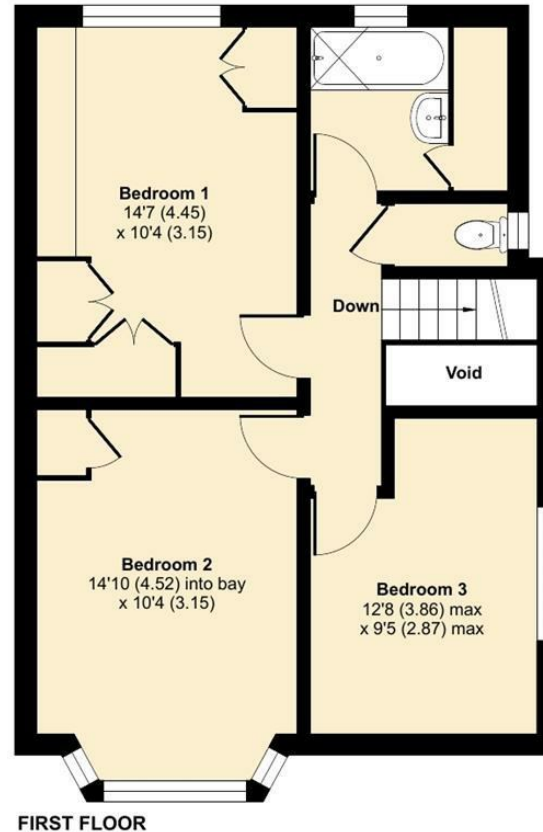 Bedroom 1
14'7 (4.45)
x 10'4 (3.15)
Down
Void
Bedroom 2
14'10 (4.52) into bay
x 10'4 (3.15)
Bedroom 3
12'8 (3.86) max
x 9'5 (2.87) max
FIRST FLOOR